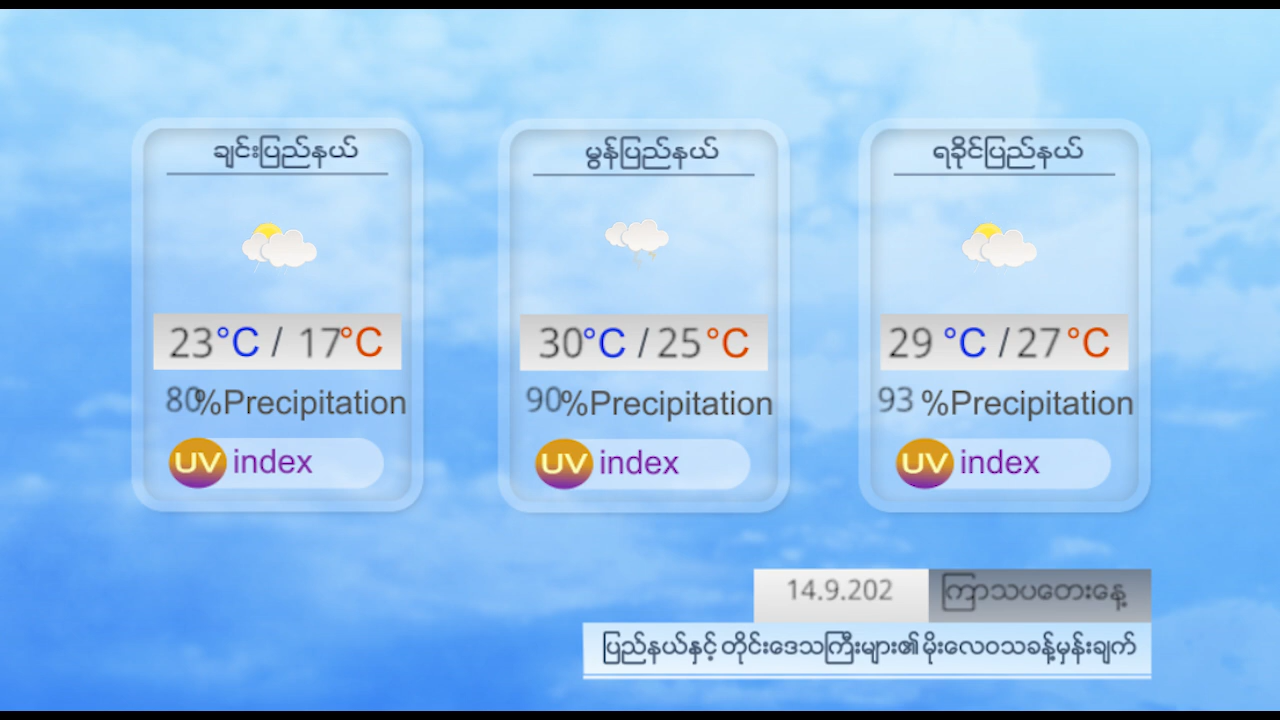 ချင်းပြည်နယ်
23°C / 17°C
80%Precipitation
UV index
မွန်ပြည်နယ်
30°C / 25°C
90%Precipitation
UV index
ရခိုင်ပြည်နယ်
29 °C / 27 °C
93 %Precipitation
UV index
14.9.202 ကြာသပတေးနေ့
ပြည်နယ်နှင့် တိုင်းဒေသကြီးများ၏ မိုးလေဝသခန့်မှန်းချက်